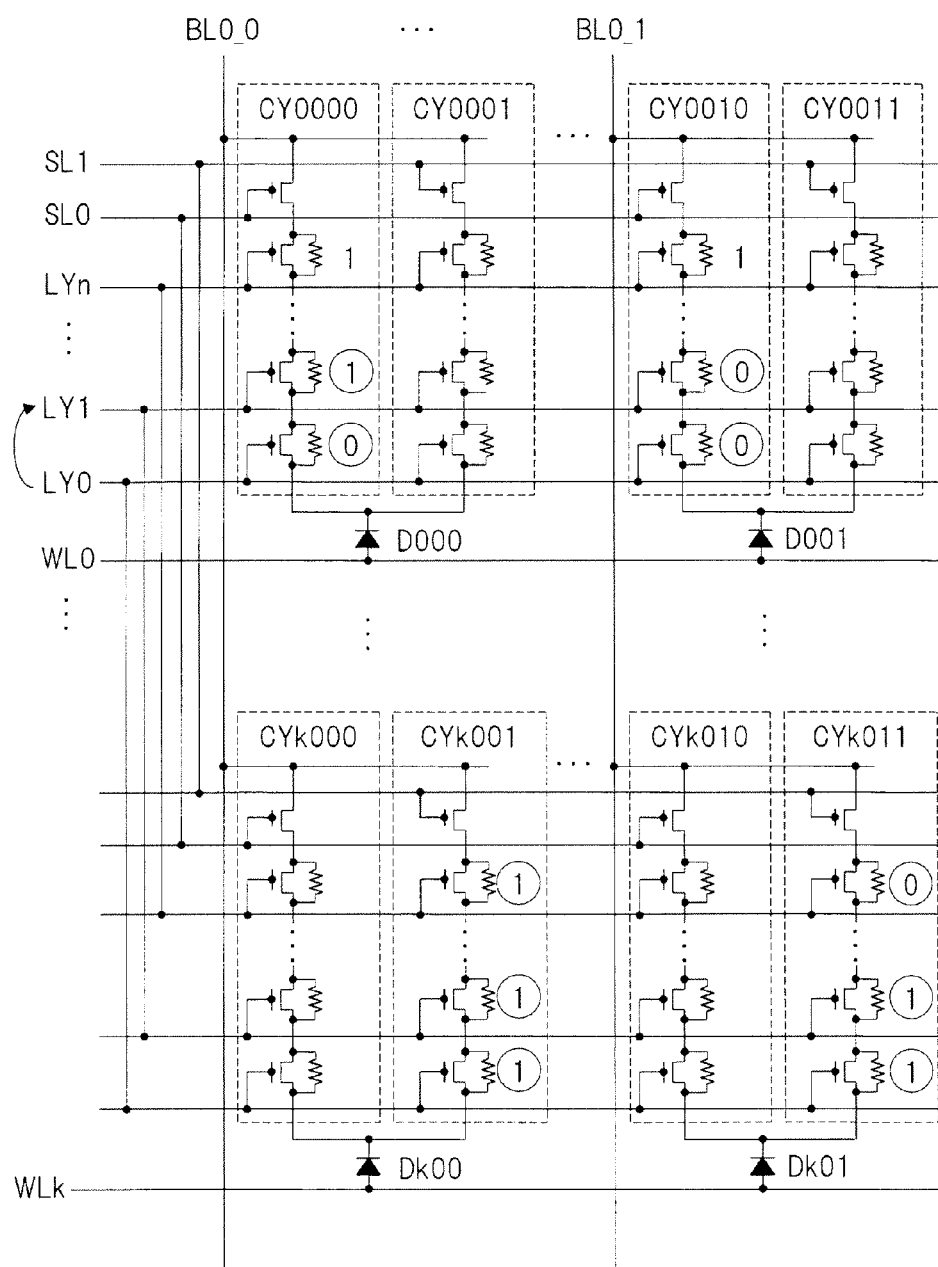 BL0_0 ... BL0_1
CY0000 CY0001 ... CY0010 CY0011
SL1
SL0
1 1
LYn
1 0
LY1
0 0
LY0
D000 D001
WL0
CYk000 CYk001 ... CYk010 CYk011
1 0
1 1
1 1
Dk00 Dk01
WLk